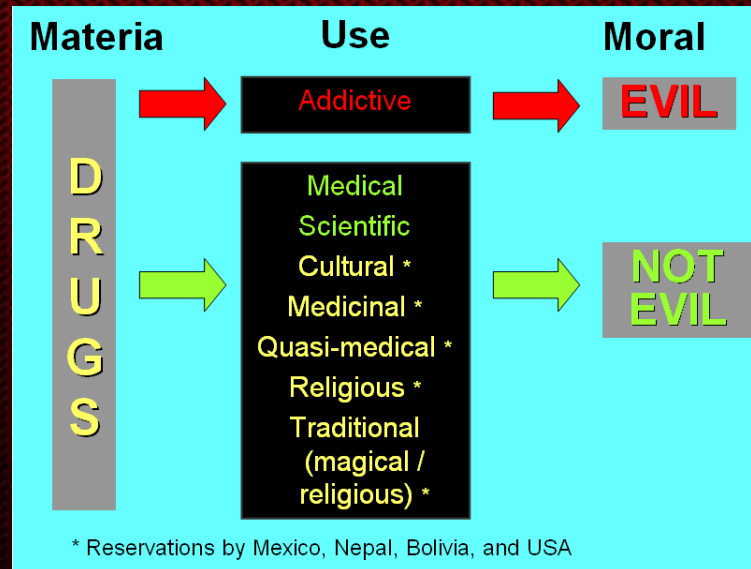 Materia
Use
Moral
DRUGS
Addictive
EVIL
Medical
Scientific
Cultural *
Medicinal *
Quasi-medical *
Religious *
Traditional
(magical /
religious) *
NOT
EVIL
* Reservations by Mexico, Nepal, Bolivia, and USA